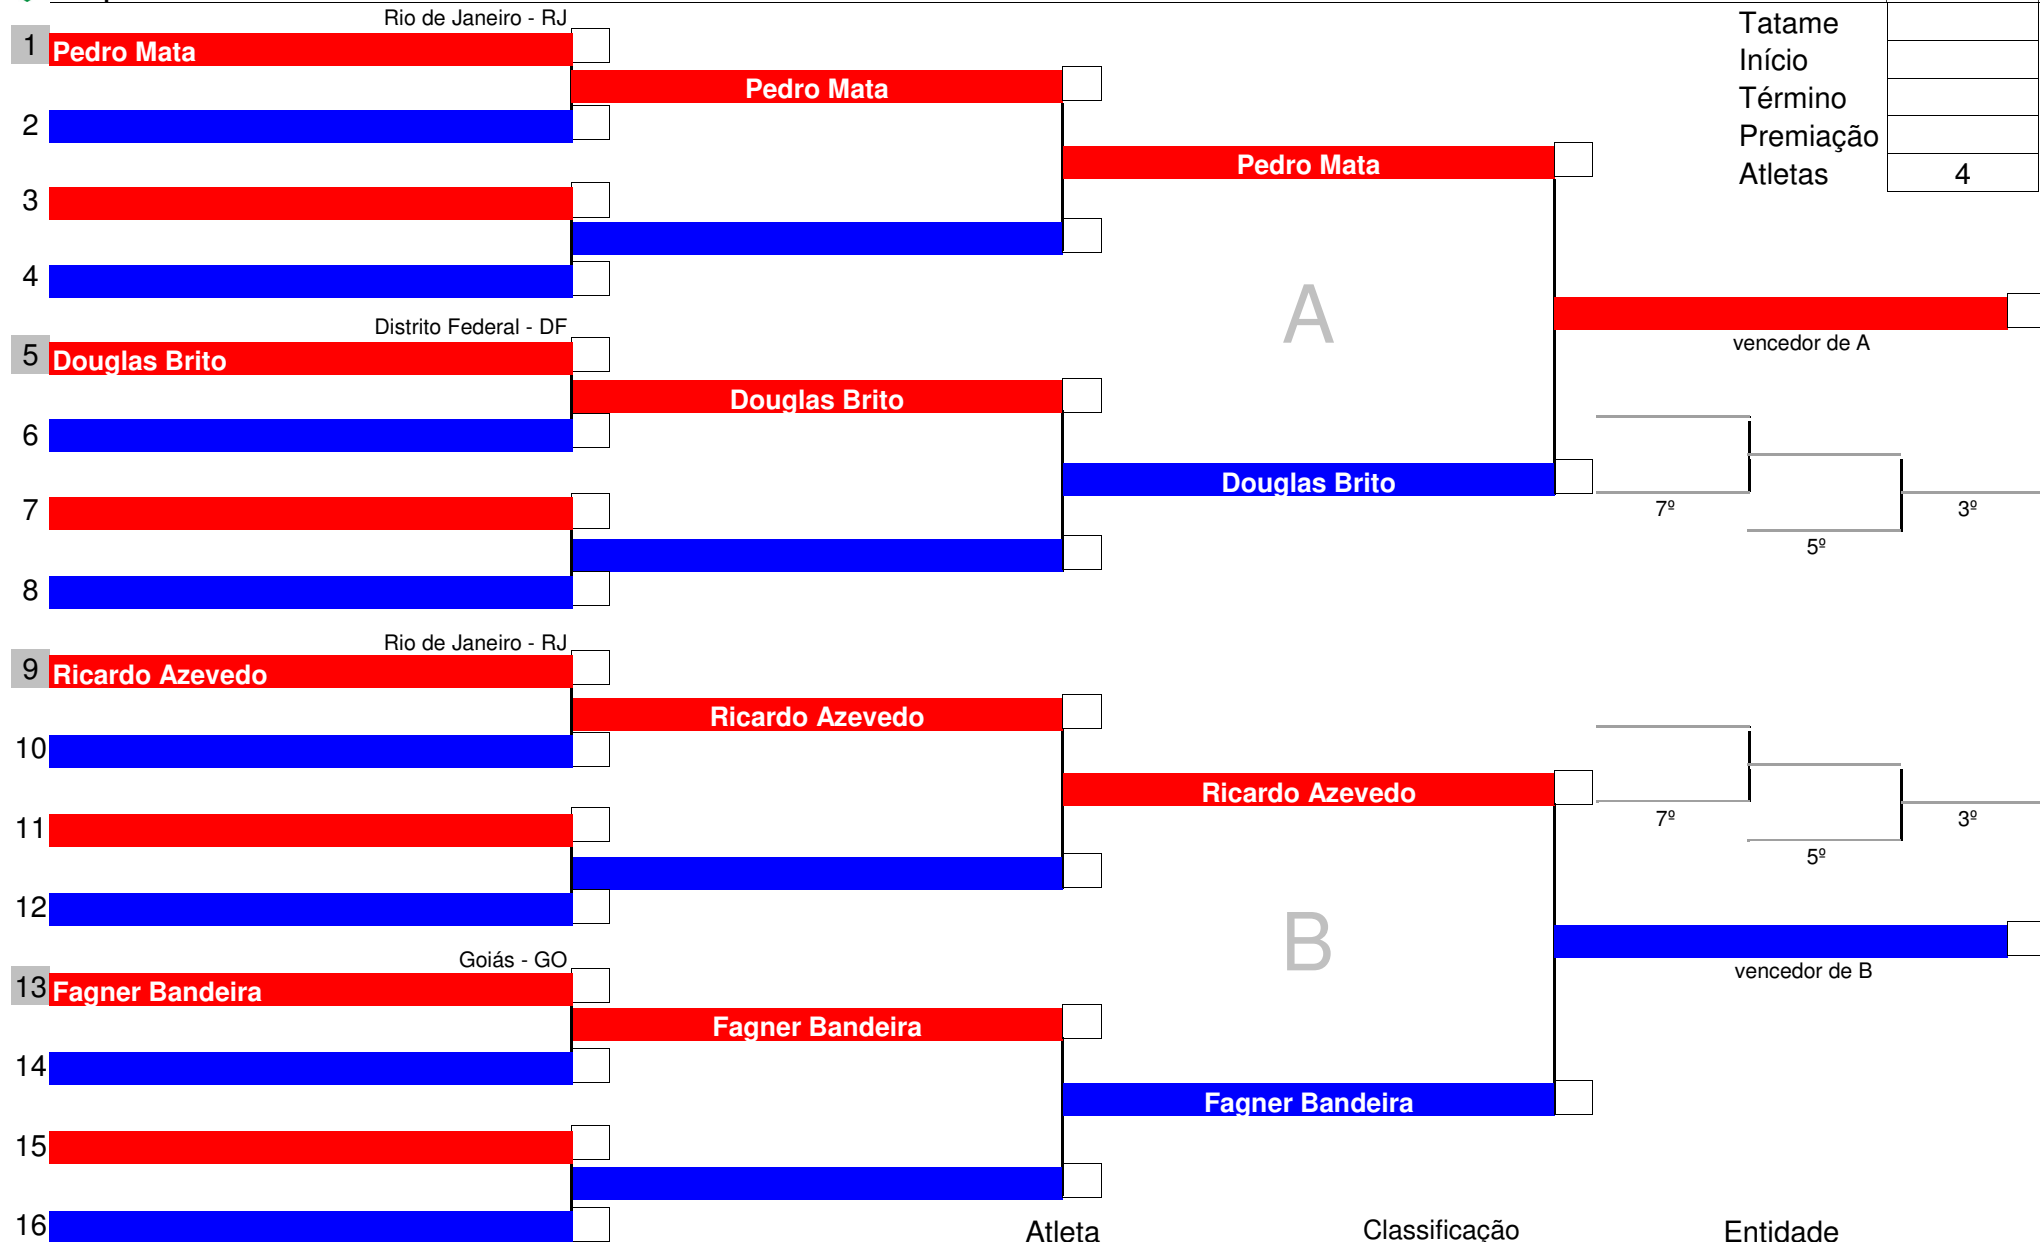 Rio de Janeiro - RJ
Tatame
1 Pedro Mata
Início
Pedro Mata
Término
2
Premiação
Pedro Mata
Atletas 4
3
4
A
Distrito Federal - DF
vencedor de A
5 Douglas Brito
Douglas Brito
6
Douglas Brito
7
7º 3º
5º
8
Rio de Janeiro - RJ
9 Ricardo Azevedo
Ricardo Azevedo
10
Ricardo Azevedo
11
7º 3º
5º
12
B
Goiás - GO
vencedor de B
13 Fagner Bandeira
Fagner Bandeira
14
Fagner Bandeira
15
16
Atleta Classificação Entidade